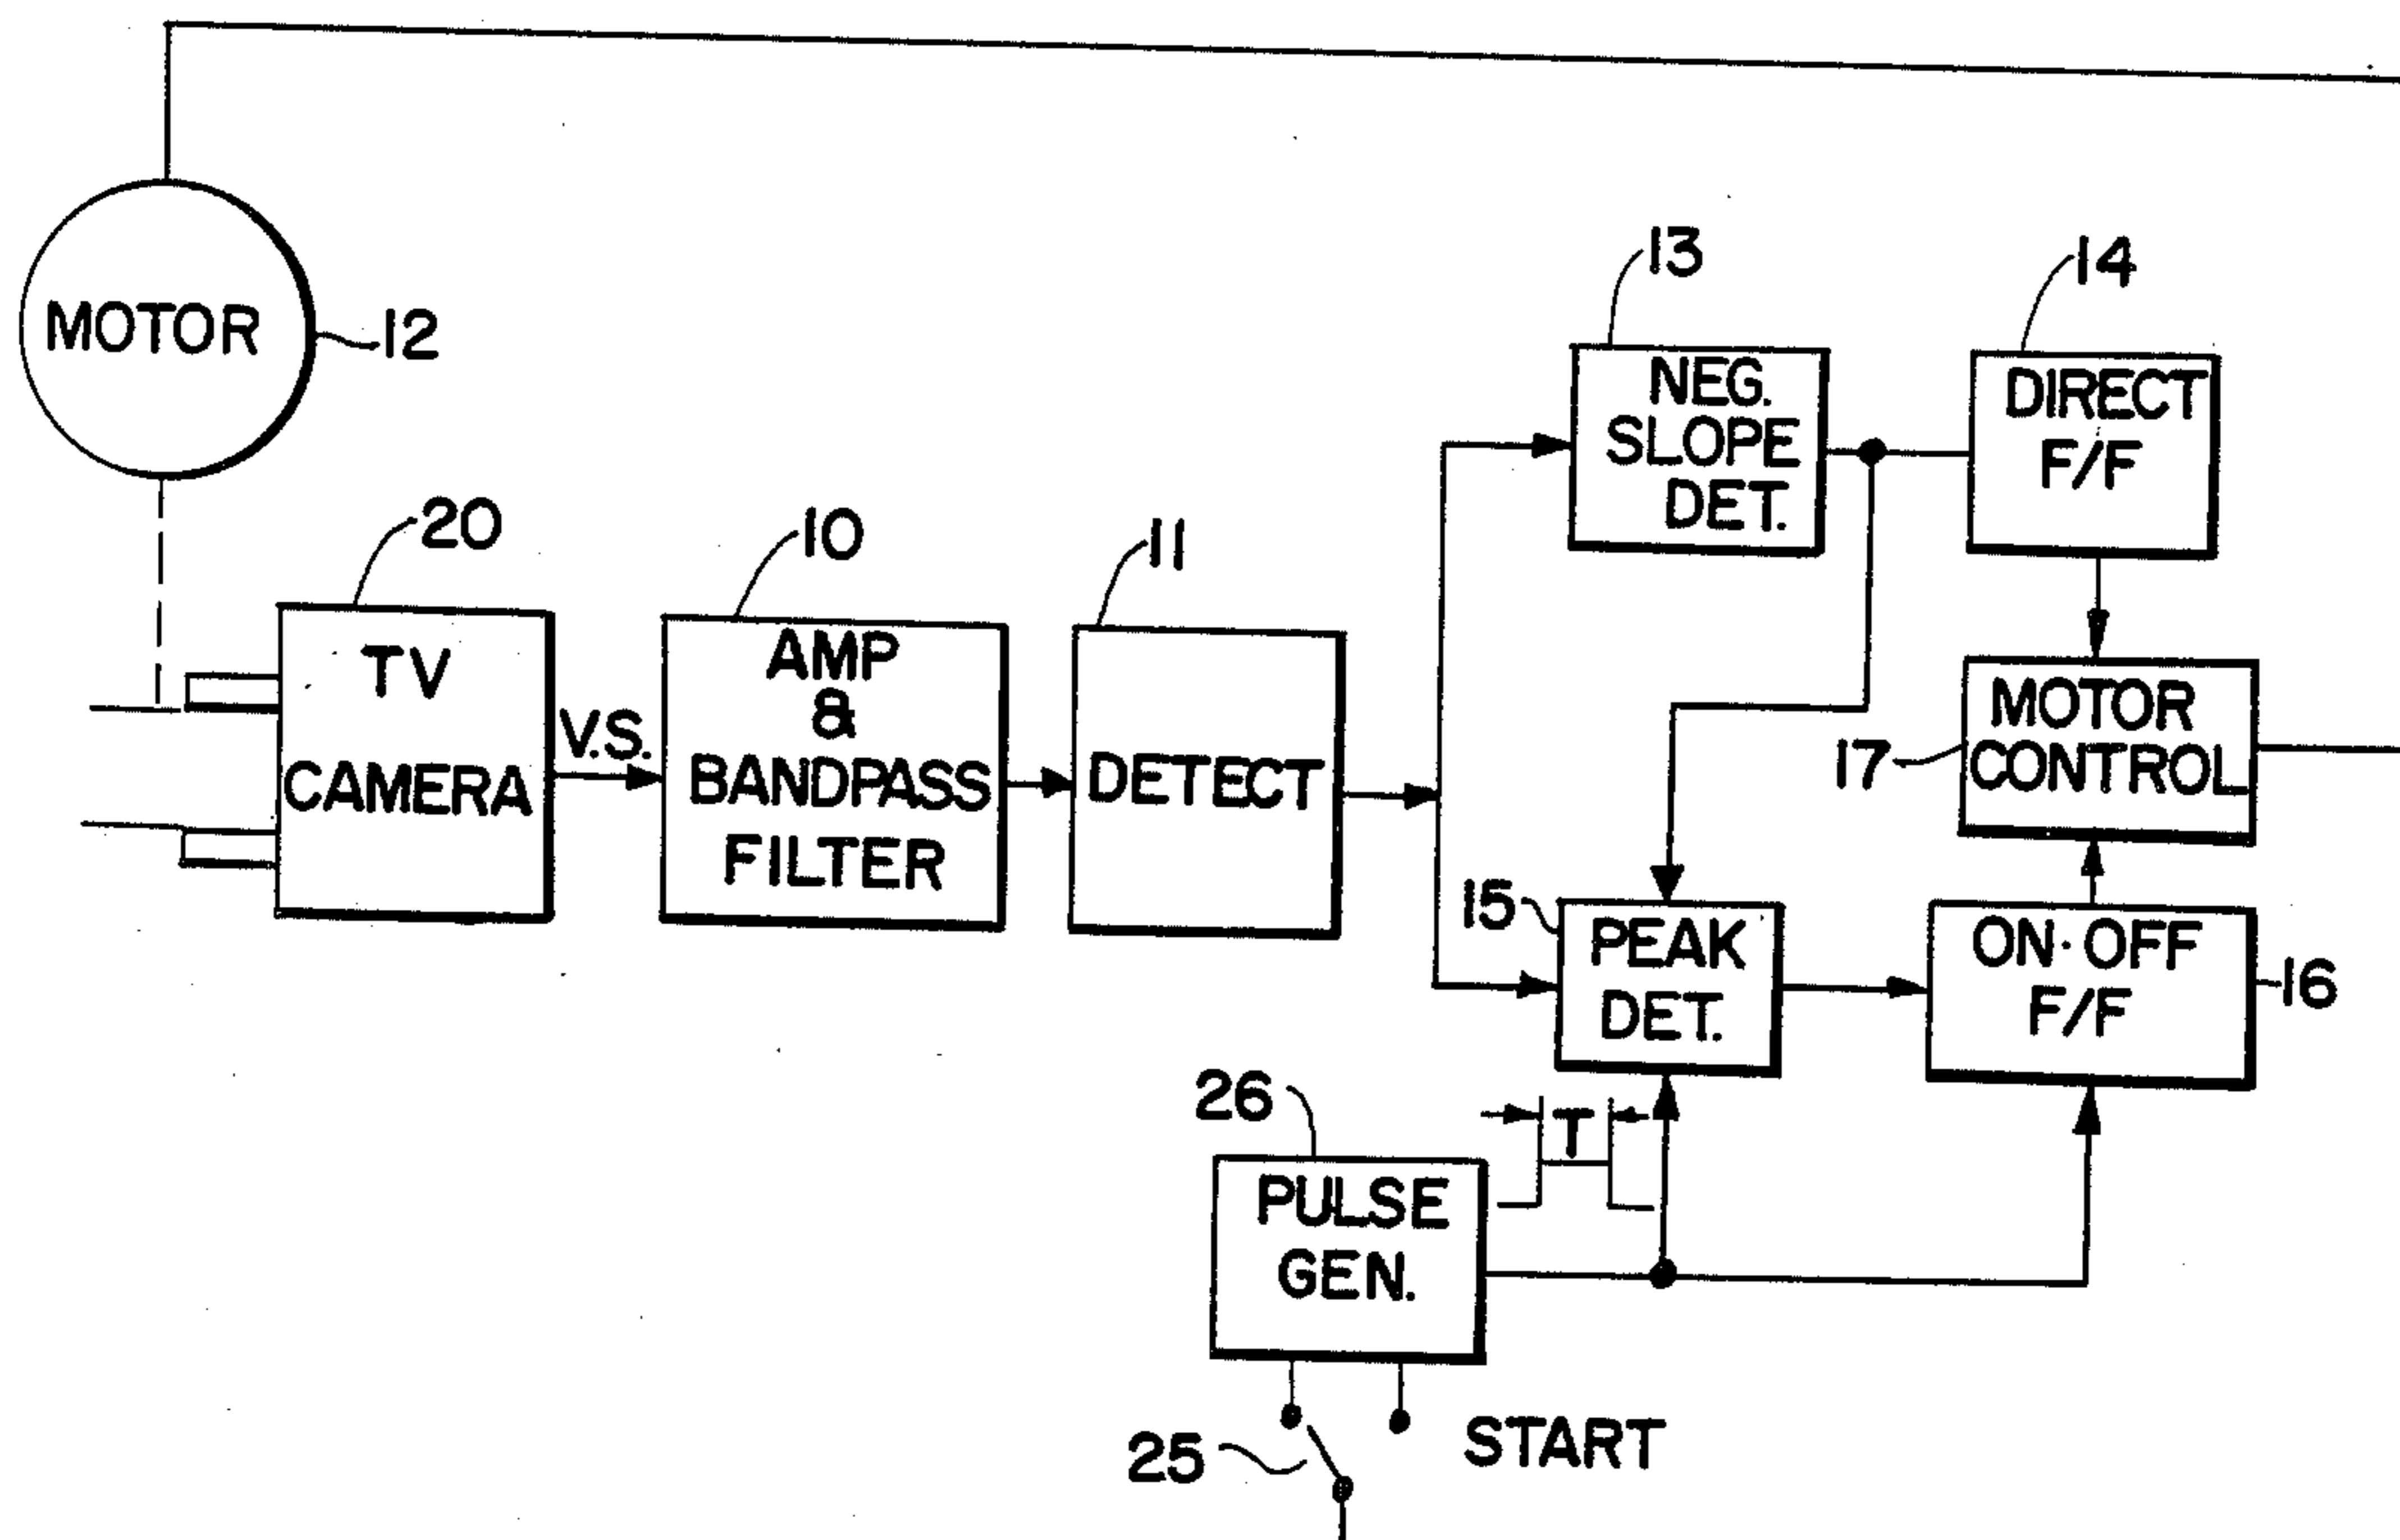 MOTOR
12
13
14
NEG.
SLOPE
DET.
DIRECT
F/F
20
10
11
TV
CAMERA
V.S.
AMP
&
BANDPASS
FILTER
DETECT
MOTOR
CONTROL
17
15
PEAK
DET.
ON·OFF
F/F
16
26
T
PULSE
GEN.
25
START